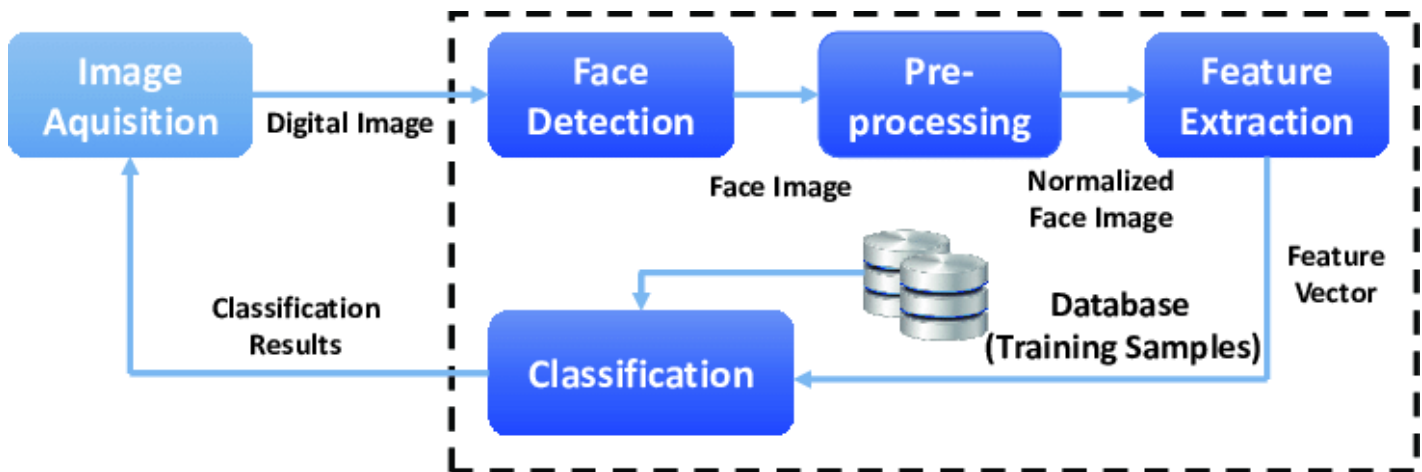 Image
Aquisition
Digital Image
Face
Detection
Pre-
processing
Feature
Extraction
Face Image
Normalized
Face Image
Feature
Vector
Database
(Training Samples)
Classification
Classification
Results